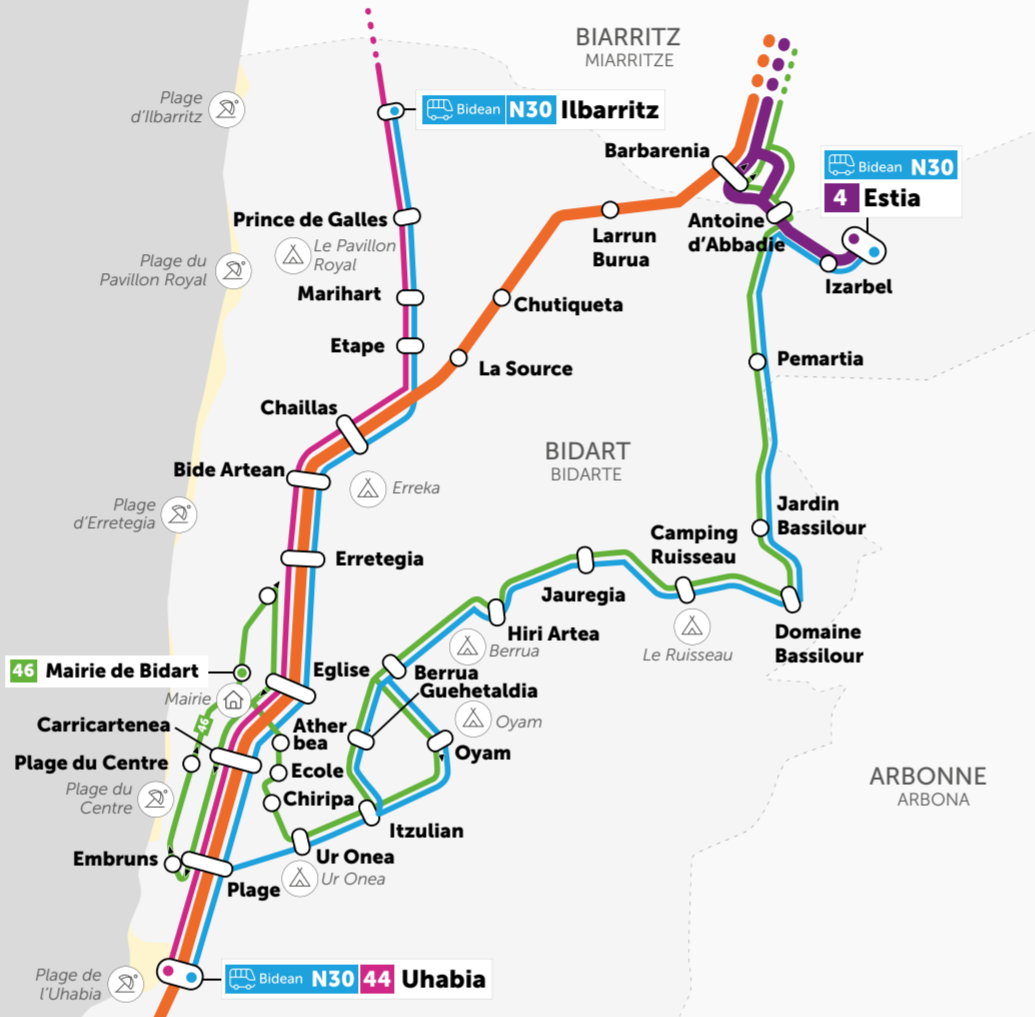 BIARRITZ
MIARRITZE
Plage
d'Ilbarritz
Bidean N30 Ilbarritz
Barbarenia
Bidean N30
4 Estia
Prince de Galles
Le Pavillon
Royal
Larrun
Burua
Antoine
d'Abbadie
Plage du
Pavillon Royal
Izarbel
Marihart
Chutiqueta
Etape
La Source
Pemartia
Chaillas
BIDART
BIDARTE
Bide Artean
Erreka
Plage
d'Erretegia
Jardin
Bassilour
Camping
Ruisseau
Erretegia
Jauregia
Hiri Artea
Domaine
Bassilour
Berrua
Le Ruisseau
46 Mairie de Bidart
Eglise
Berrua
Guehetaldia
Mairie
46
Oyam
Carricartenea
Ather
bea
Oyam
Plage du Centre
Ecole
Plage du
Centre
Chiripa
ARBONNE
ARBONA
Itzulian
Embruns
Ur Onea
Plage
Ur Onea
Plage de
l'Uhabia
Bidean N30 44 Uhabia